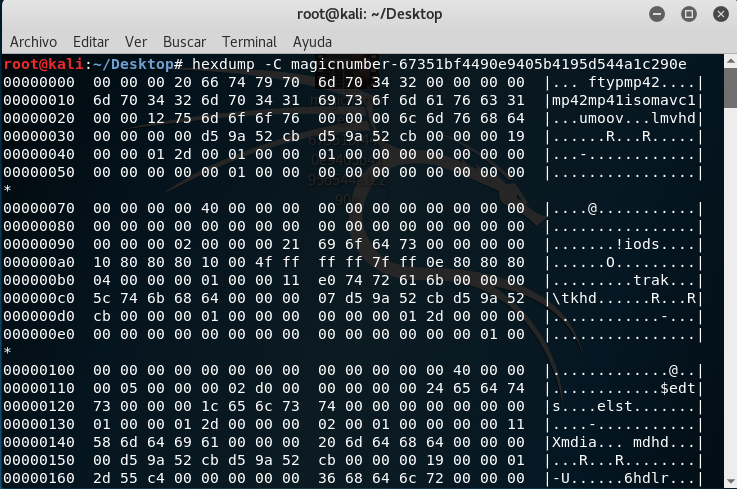 root@kali: ~/Desktop
Archivo Editar Ver Buscar Terminal Ayuda
root@kali:~/Desktop# hexdump -C magicnumber-67351bf4490e9405b4195d544a1c290e
00000000  00 00 00 20 66 74 79 70  6d 70 34 32 00 00 00 00  |... ftypmp42....|
00000010  6d 70 34 32 6d 70 34 31  69 73 6f 6d 61 76 63 31  |mp42mp41isomavc1|
00000020  00 00 12 75 6d 6f 6f 76  00 00 00 6c 6d 76 68 64  |...umoov...lmvhd|
00000030  00 00 00 00 d5 9a 52 cb  d5 9a 52 cb 00 00 00 19  |......R...R.....|
00000040  00 00 01 2d 00 01 00 00  01 00 00 00 00 00 00 00  |...-............|
00000050  00 00 00 00 00 01 00 00  00 00 00 00 00 00 00 00  |................|
*
00000070  00 00 00 00 40 00 00 00  00 00 00 00 00 00 00 00  |....@...........|
00000080  00 00 00 00 00 00 00 00  00 00 00 00 00 00 00 00  |................|
00000090  00 00 00 02 00 00 00 21  69 6f 64 73 00 00 00 00  |.......!iods....|
000000a0  10 80 80 80 10 00 4f ff  ff ff 7f ff 0e 80 80 80  |......O.........|
000000b0  04 00 00 00 01 00 00 11  e0 74 72 61 6b 00 00 00  |.........trak...|
000000c0  5c 74 6b 68 64 00 00 00  07 d5 9a 52 cb d5 9a 52  |\tkhd......R...R|
000000d0  cb 00 00 00 01 00 00 00  00 00 00 01 2d 00 00 00  |............-...|
000000e0  00 00 00 00 00 00 00 00  00 00 00 00 00 00 01 00  |................|
*
00000100  00 00 00 00 00 00 00 00  00 00 00 00 00 40 00 00  |.............@..|
00000110  00 05 00 00 00 02 d0 00  00 00 00 00 24 65 64 74  |............$edt|
00000120  73 00 00 00 1c 65 6c 73  74 00 00 00 00 00 00 00  |s....elst.......|
00000130  01 00 00 01 2d 00 00 00  02 00 01 00 00 00 00 11  |....-...........|
00000140  58 6d 64 69 61 00 00 00  20 6d 64 68 64 00 00 00  |Xmdia... mdhd...|
00000150  00 d5 9a 52 cb d5 9a 52  cb 00 00 00 19 00 00 01  |...R...R........|
00000160  2d 55 c4 00 00 00 00 00  36 68 64 6c 72 00 00 00  |-U......6hdlr...|